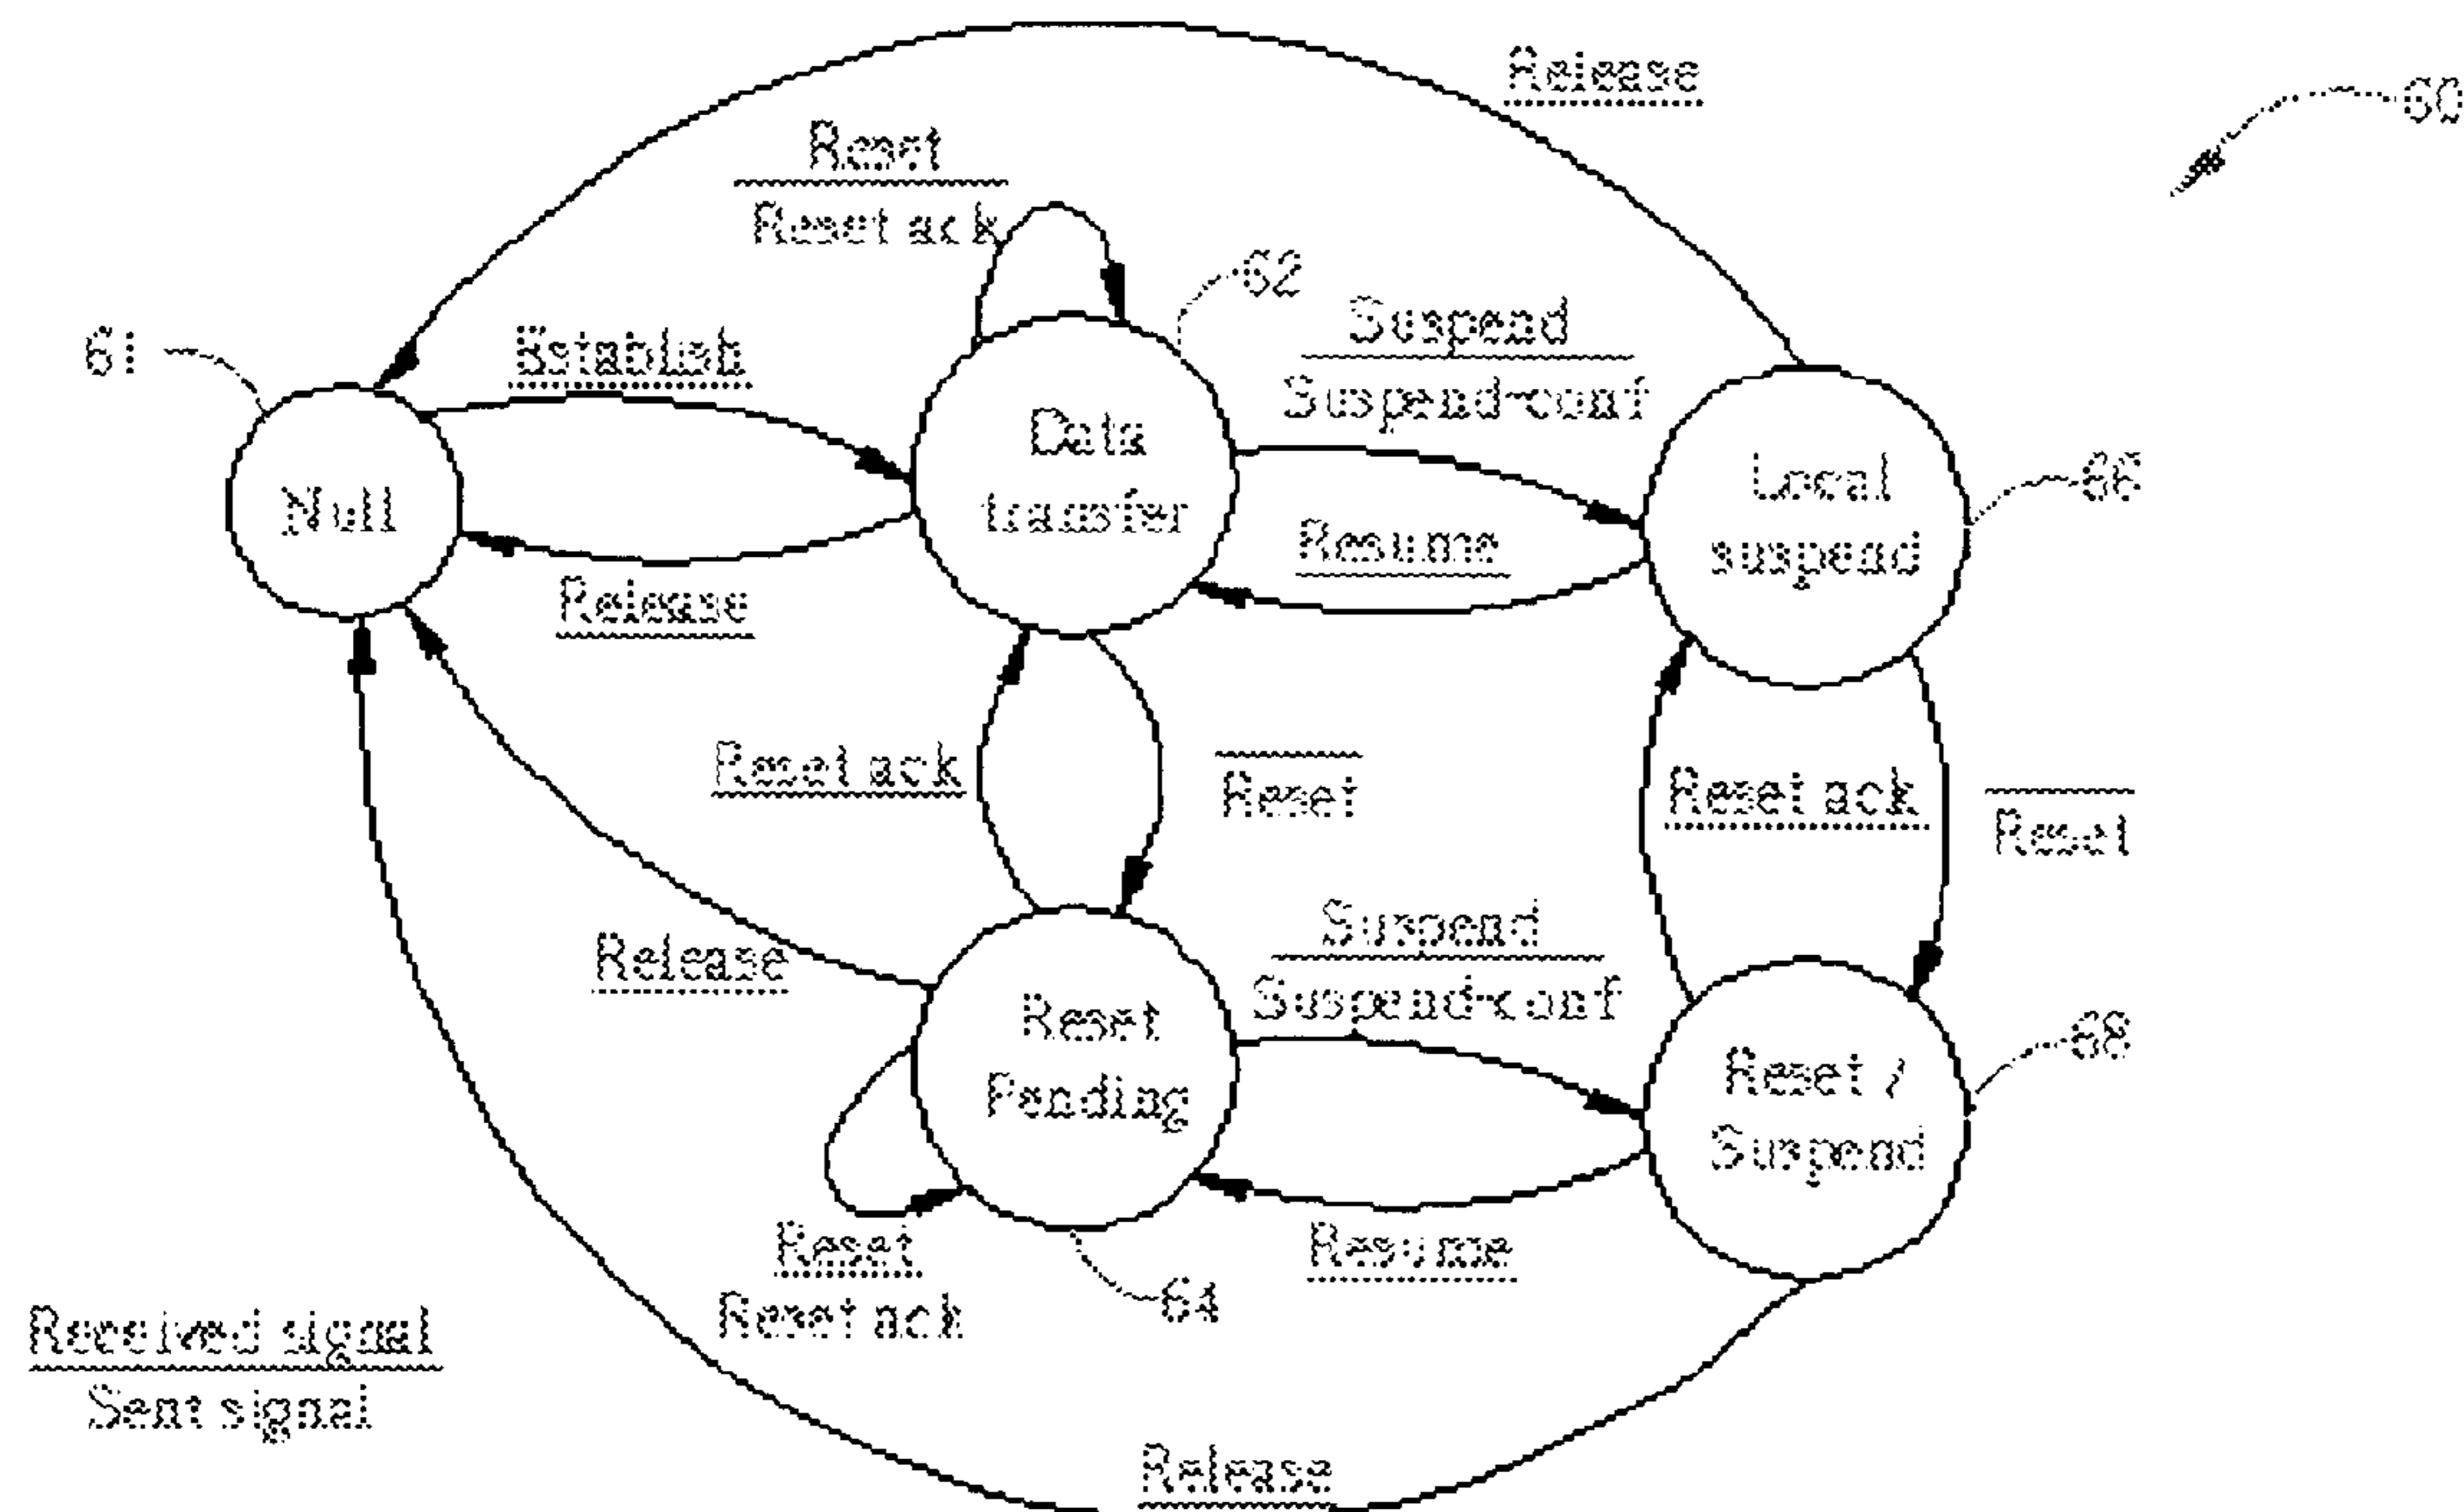 Release
60
Reset
Reset ack
62
61
Establish
Suspend
Suspend-conf
Data
transfer
Null
Local
suspend
66
Resume
Release
Reset ack
Reset
Reset ack
Reset
Release
Suspend
Suspend-conf
Reset
Pending
Reset /
Suspend
68
Reset
Reset ack
64
Resume
Received signal
Sent signal
Release